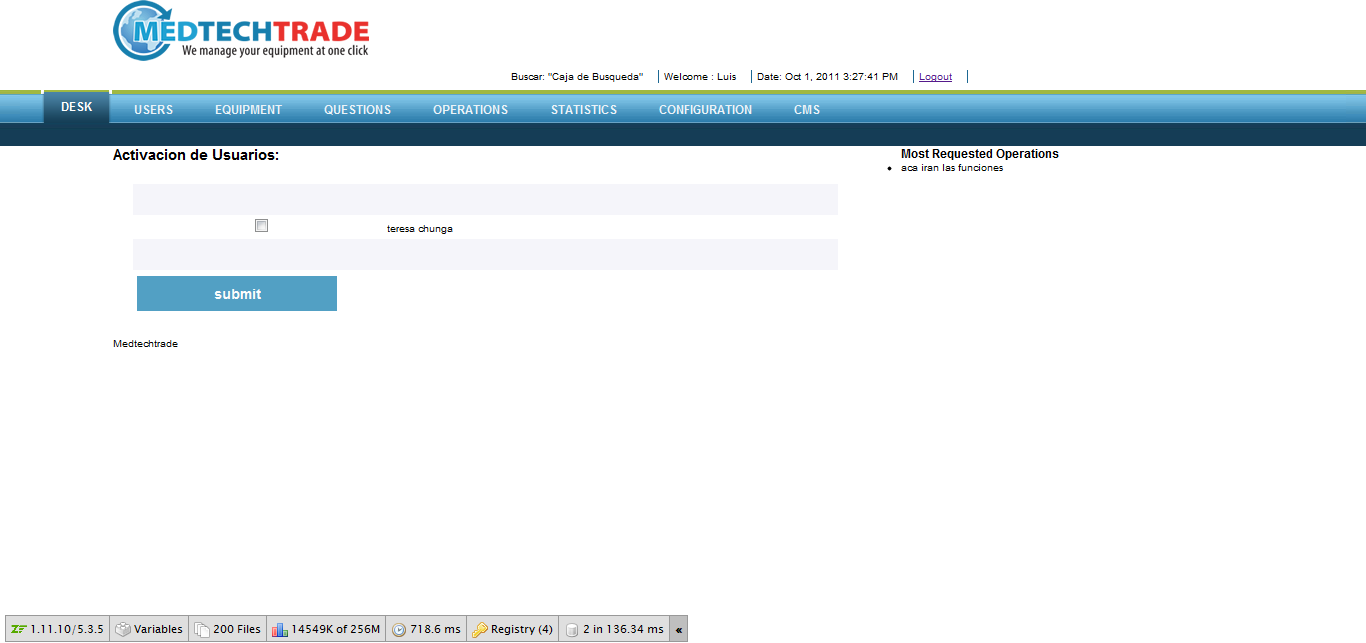 MEDTECHTRADE
We manage your equipment at one click
Buscar: "Caja de Busqueda" Welcome : Luis Date: Oct 1, 2011 3:27:41 PM Logout
DESK USERS EQUIPMENT QUESTIONS OPERATIONS STATISTICS CONFIGURATION CMS
Activacion de Usuarios:
teresa chunga
submit
Medtechtrade
Most Requested Operations
aca iran las funciones
ZF 1.11.10/5.3.5 Variables 200 Files 14549K of 256M 718.6 ms Registry (4) 2 in 136.34 ms «